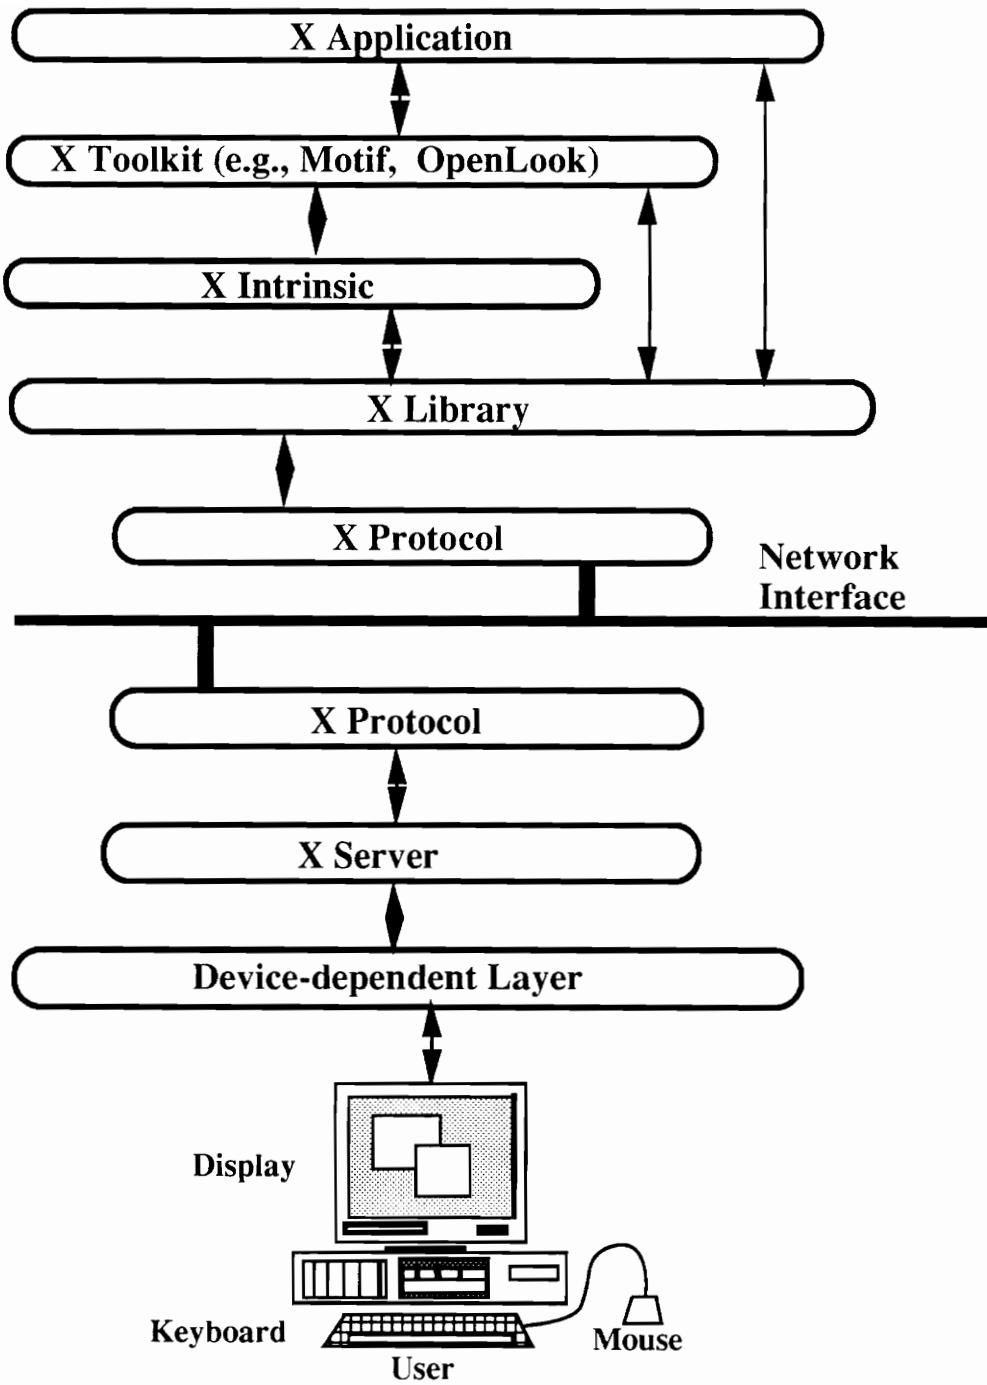 X Application
X Toolkit (e.g., Motif, OpenLook)
X Intrinsic
X Library
X Protocol
Network
Interface
X Protocol
X Server
Device-dependent Layer
Display
Keyboard
Mouse
User